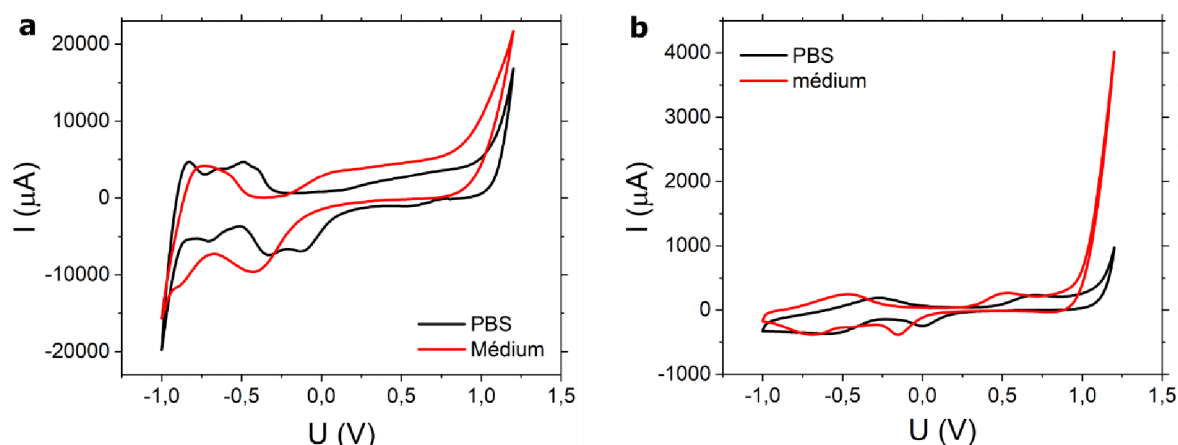 a
20000
10000
0
-10000
-20000
I (µA)
PBS
Médium
-1,0 -0,5 0,0 0,5 1,0 1,5
U (V)
b
4000
3000
2000
1000
0
-1000
I (µA)
PBS
médium
-1,0 -0,5 0,0 0,5 1,0 1,5
U (V)